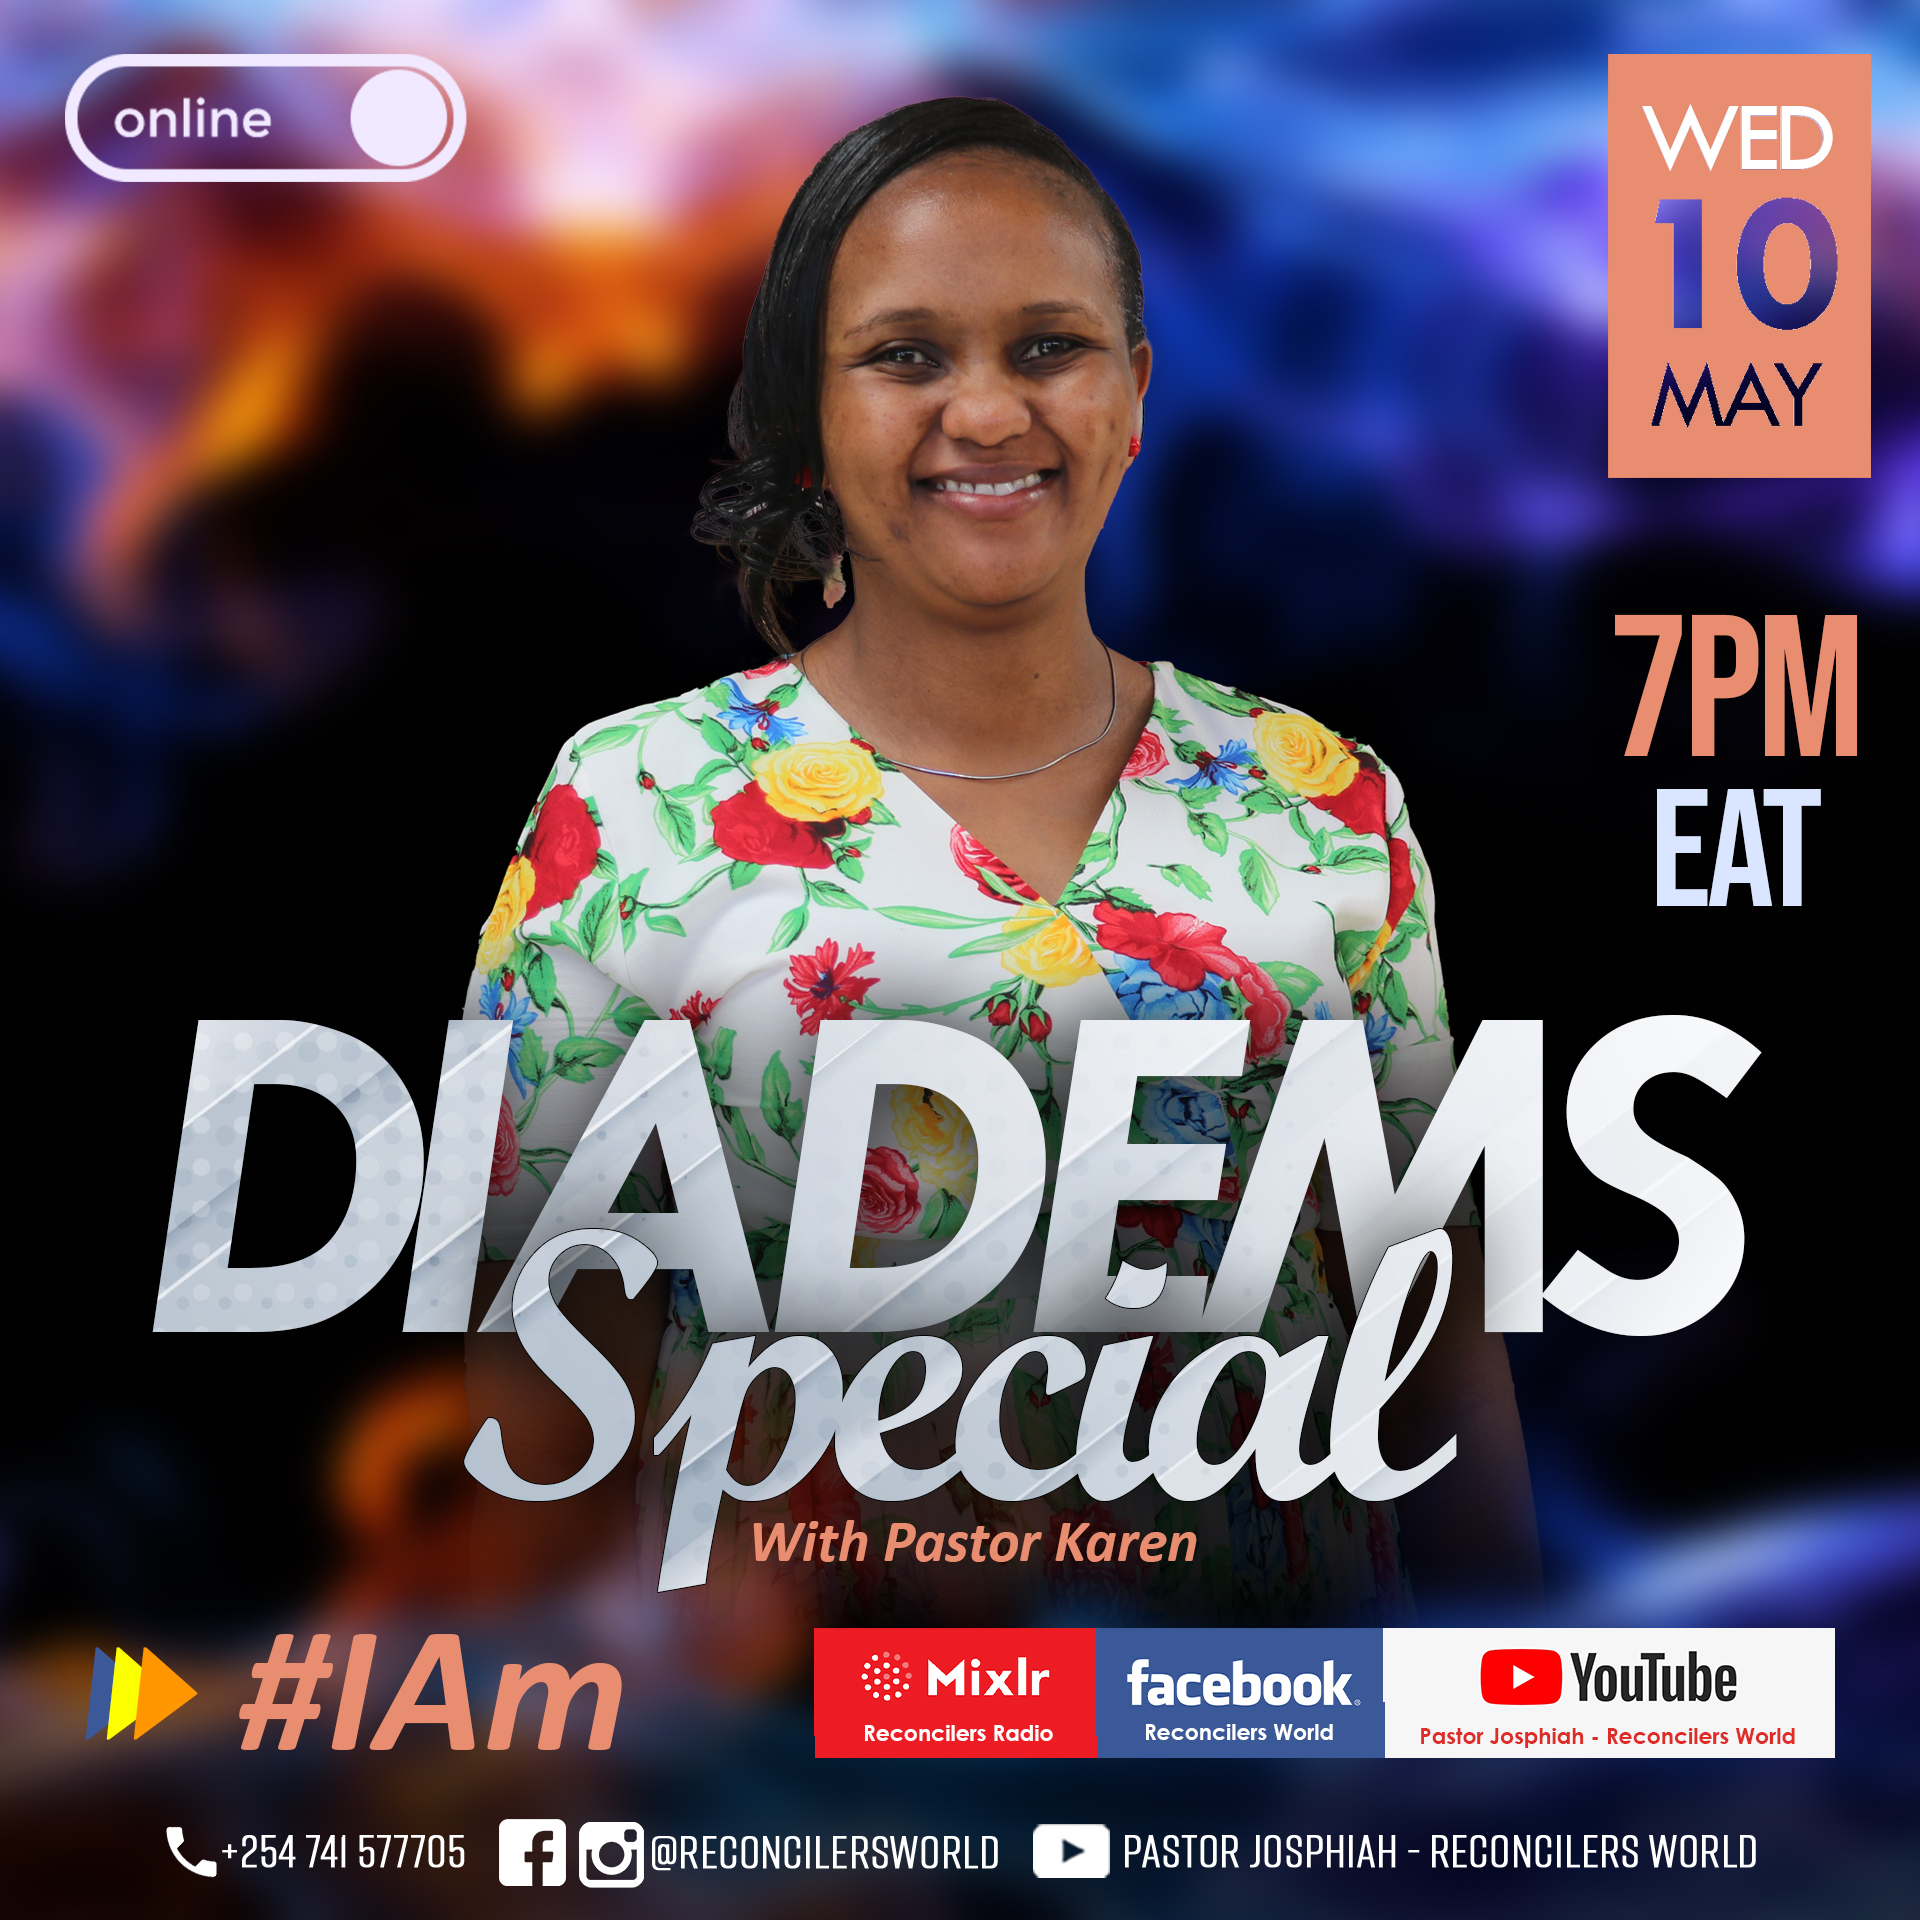 online
WED
10
MAY
7PM
EAT
DIADEMS
Special
With Pastor Karen
#IAm
Mixlr
Reconcilers Radio
facebook
Reconcilers World
YouTube
Pastor Josphiah - Reconcilers World
+254 741 577705
@RECONCILERSWORLD
PASTOR JOSPHIAH - RECONCILERS WORLD